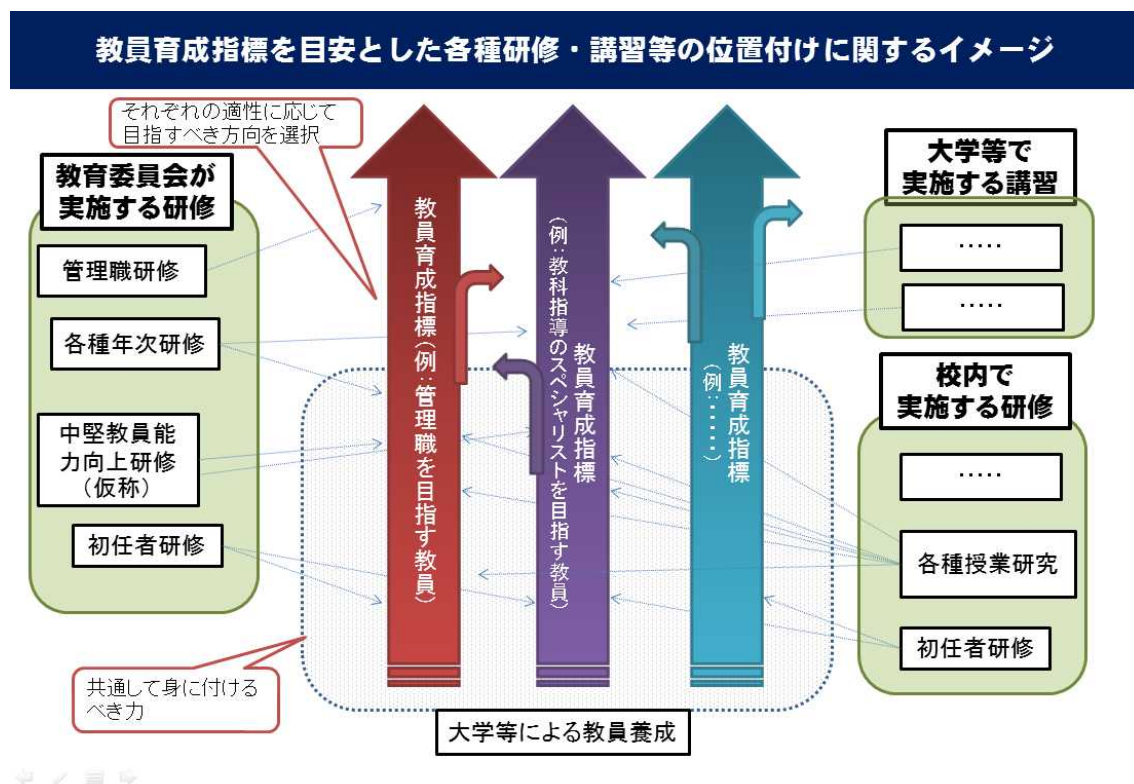 教員育成指標を目安とした各種研修・講習等の位置付けに関するイメージ
それぞれの適性に応じて
目指すべき方向を選択
教育委員会が
実施する研修
管理職研修
各種年次研修
中堅教員能
力向上研修
（仮称）
初任者研修
共通して身に付ける
べき力
教員育成指標（例：管理職を目指す教員）
教員育成指標
（例：教科指導のスペシャリストを目指す教員）
教員育成指標
（例：……）
大学等で
実施する講習
‥‥‥
‥‥‥
校内で
実施する研修
‥‥‥
各種授業研究
初任者研修
大学等による教員養成